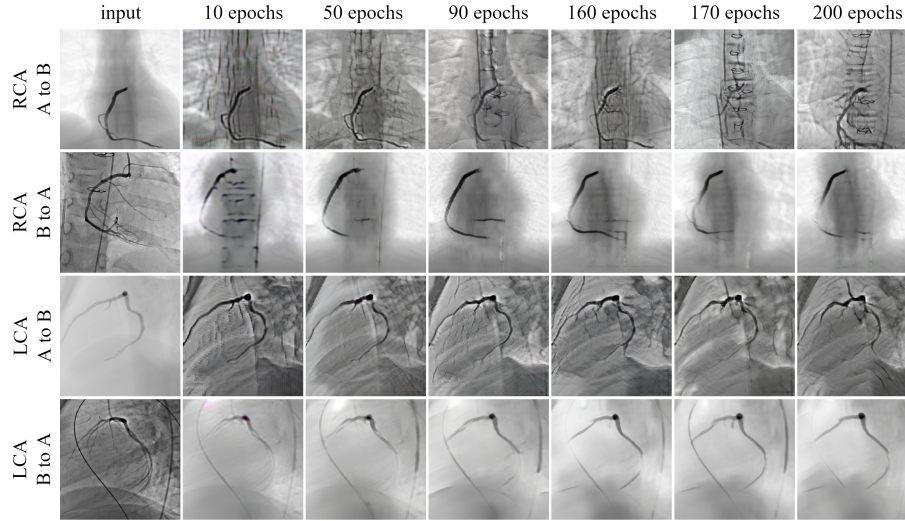 input 10 epochs 50 epochs 90 epochs 160 epochs 170 epochs 200 epochs
RCA
A to B
RCA
B to A
LCA
A to B
LCA
B to A